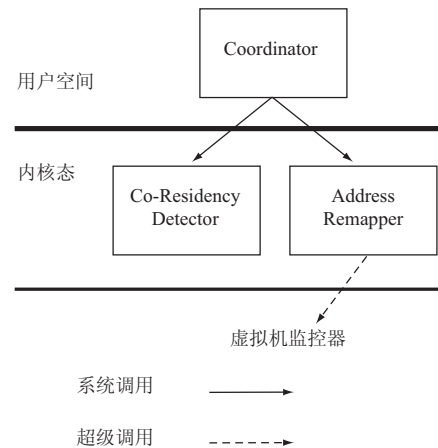 Coordinator
用户空间
内核态
Co-Residency
Detector
Address
Remapper
虚拟机监控器
系统调用
超级调用